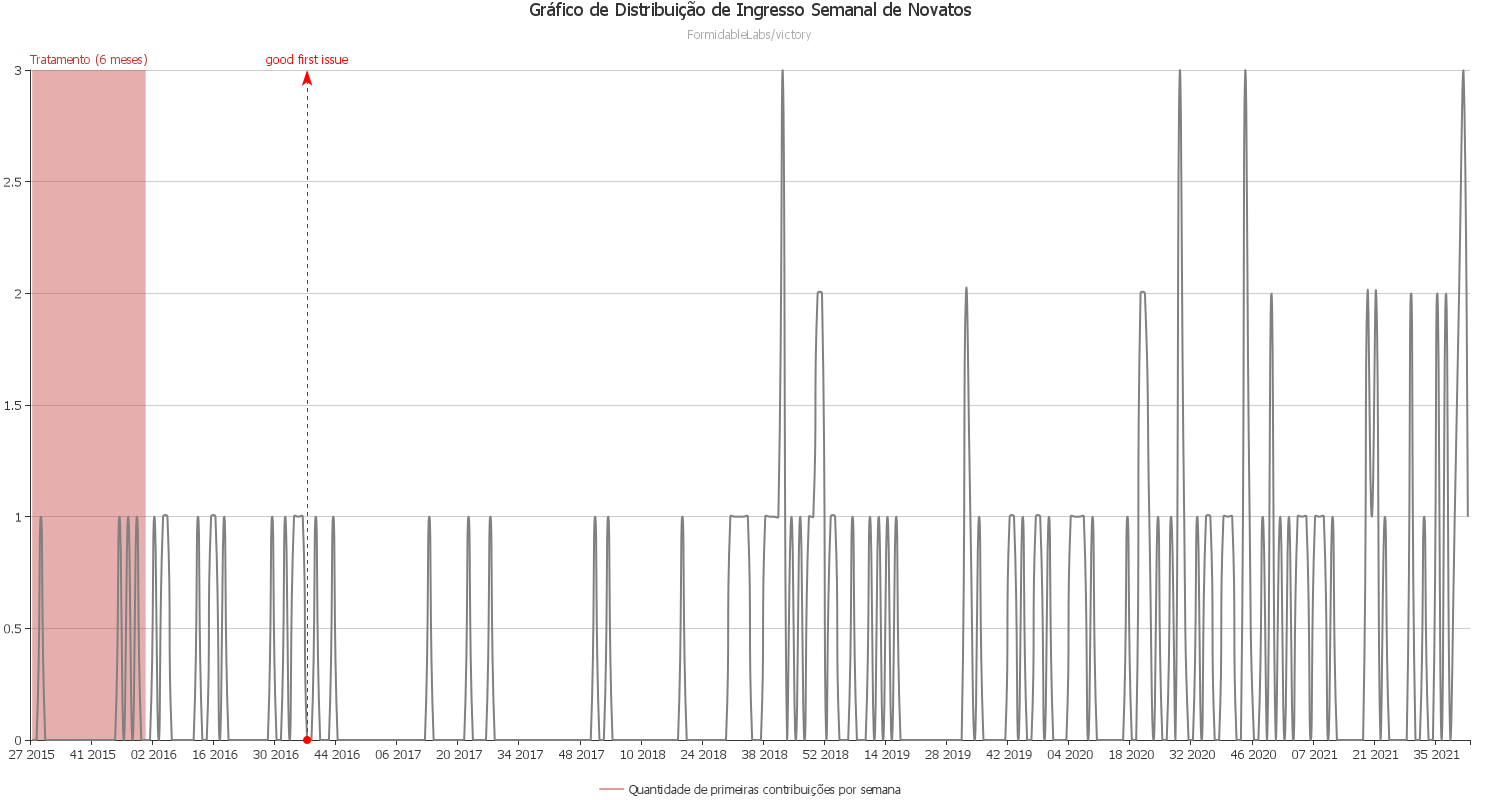 Gráfico de Distribuição de Ingresso Semanal de Novatos
FormidableLabs/victory
Tratamento (6 meses)
good first issue
3
2.5
2
1.5
1
0.5
0
27 2015 41 2015 02 2016 16 2016 30 2016 44 2016 06 2017 20 2017 34 2017 48 2017 10 2018 24 2018 38 2018 52 2018 14 2019 28 2019 42 2019 04 2020 18 2020 32 2020 46 2020 07 2021 21 2021 35 2021
Quantidade de primeiras contribuições por semana